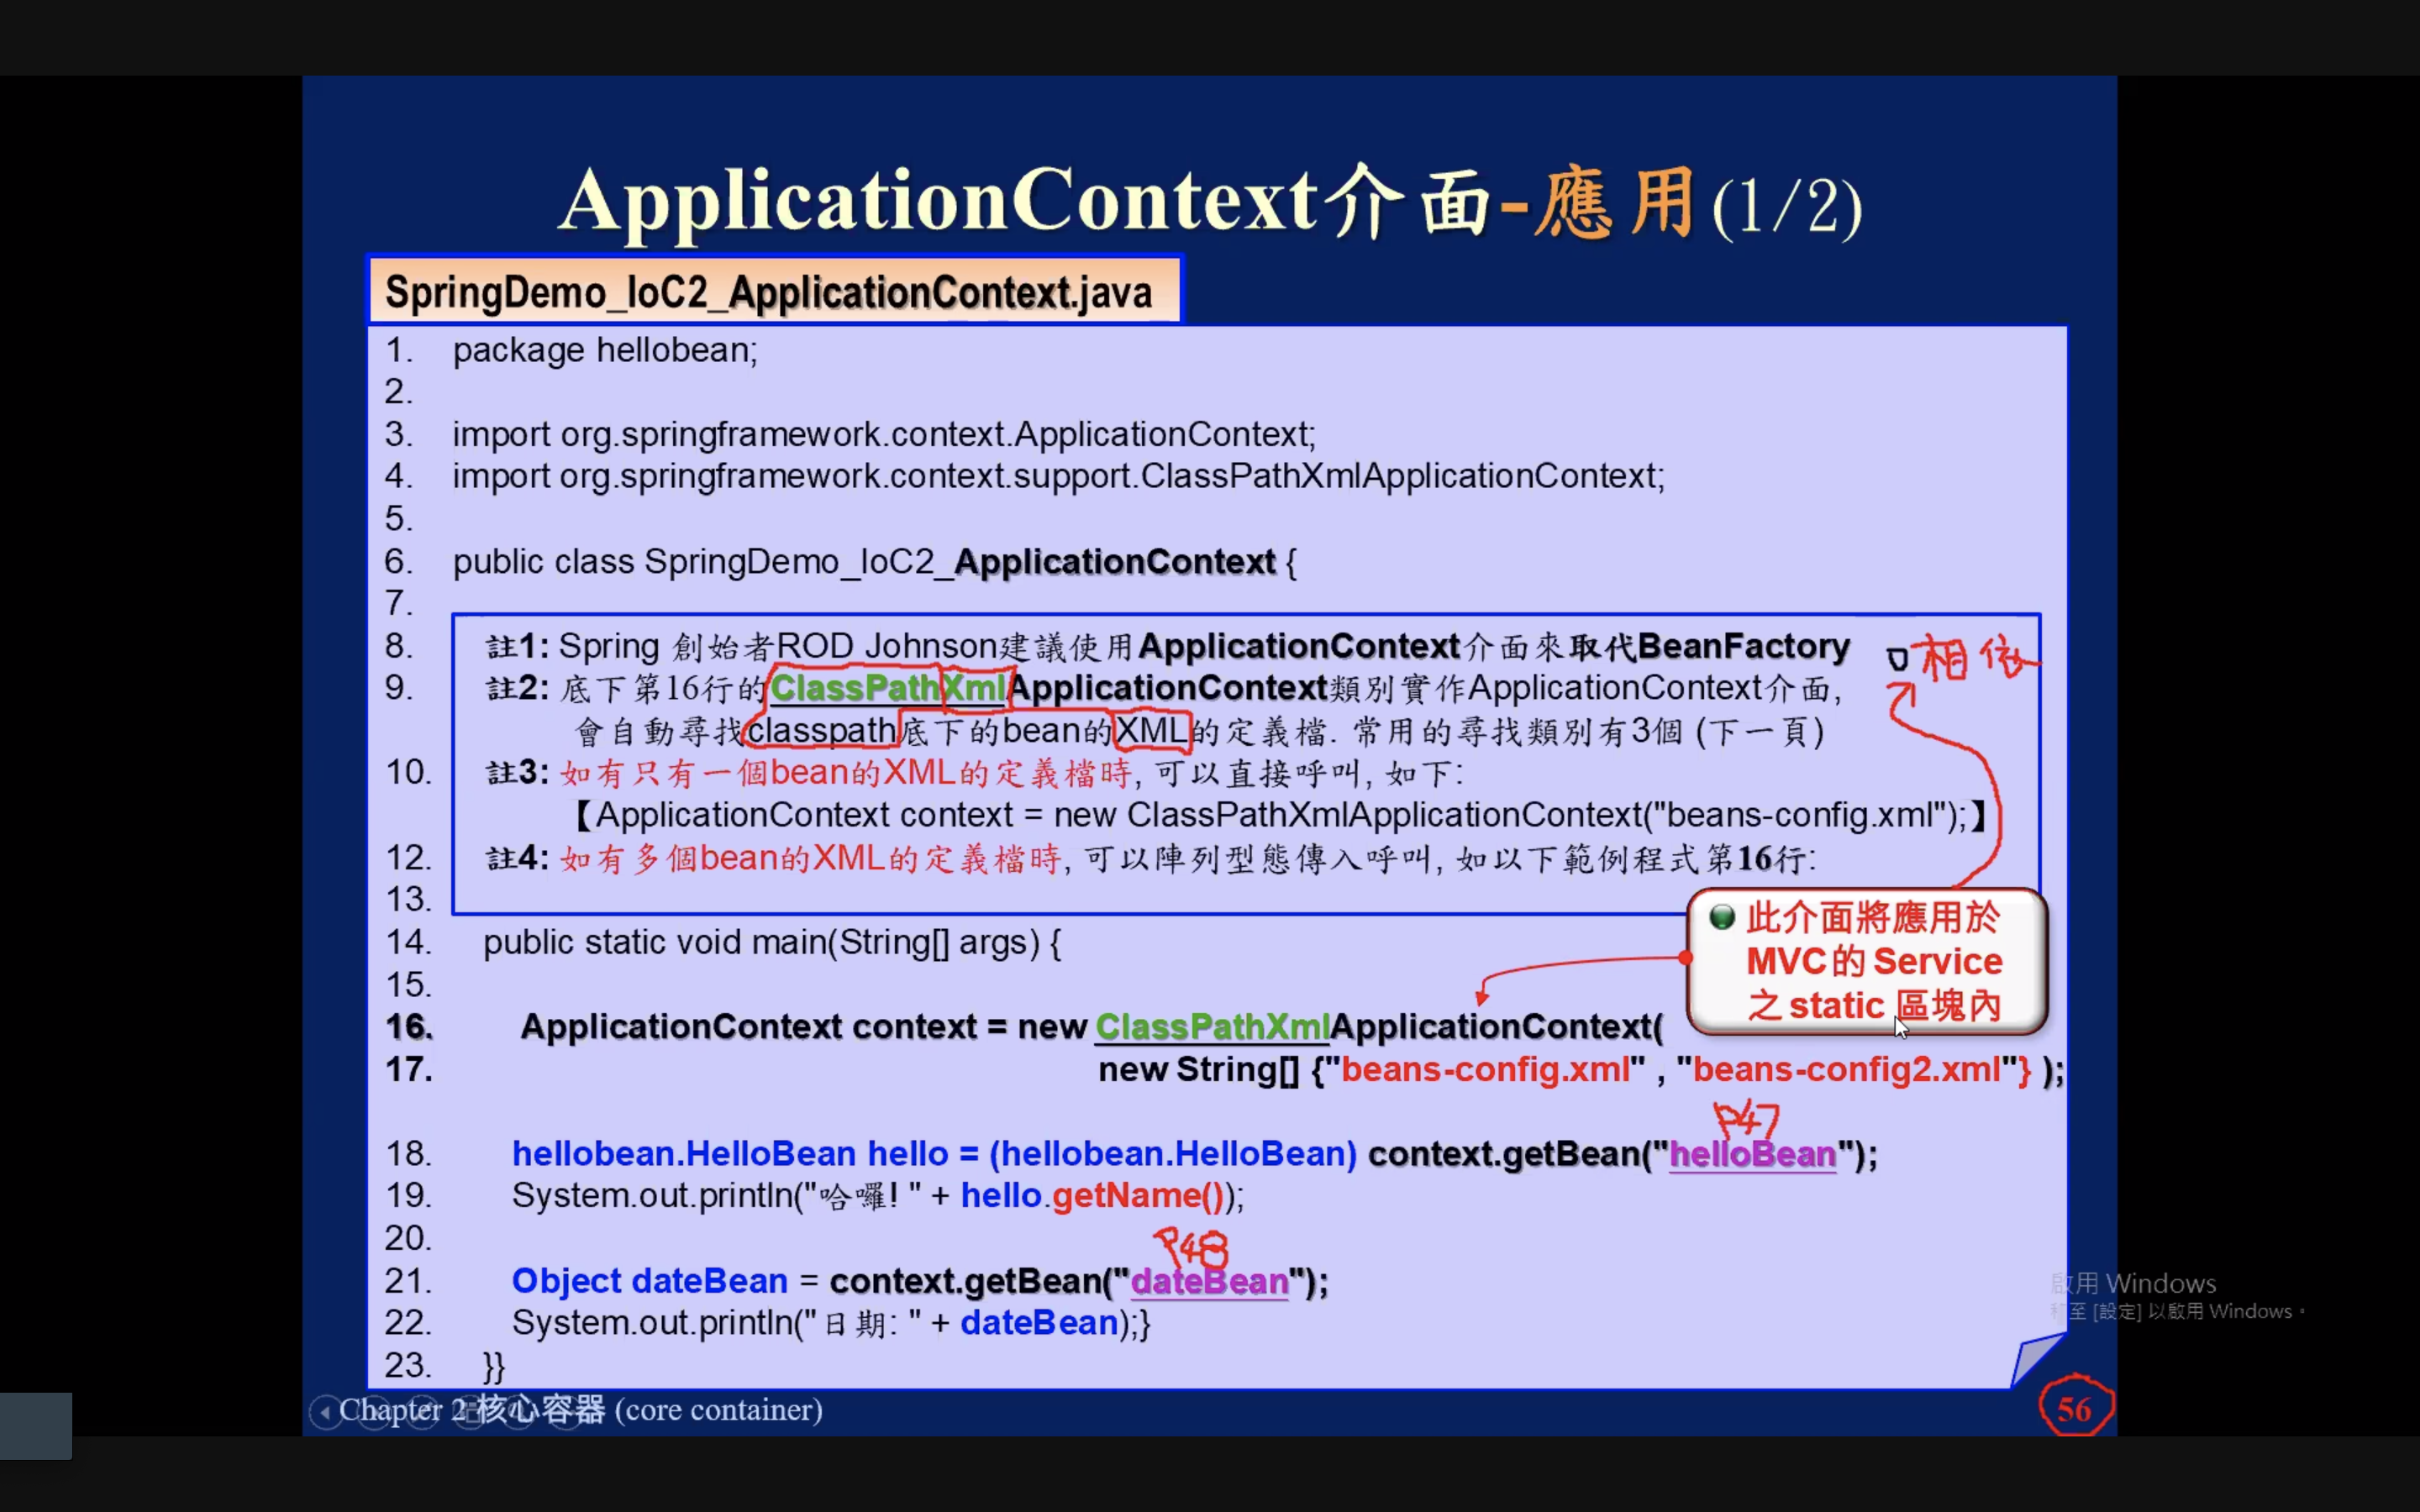 ApplicationContext介面-應用(1/2)
SpringDemo_IoC2_ApplicationContext.java
1. package hellobean;
2.
3. import org.springframework.context.ApplicationContext;
4. import org.springframework.context.support.ClassPathXmlApplicationContext;
5.
6. public class SpringDemo_IoC2_ApplicationContext {
7.
8. 註1: Spring 創始者ROD Johnson建議使用ApplicationContext介面來取代BeanFactory
相依
9. 註2: 底下第16行的ClassPathXmlApplicationContext類別實作ApplicationContext介面,
會自動尋找classpath底下的bean的XML的定義檔. 常用的尋找類別有3個 (下一頁)
10. 註3: 如有只有一個bean的XML的定義檔時, 可以直接呼叫, 如下:
【ApplicationContext context = new ClassPathXmlApplicationContext("beans-config.xml");】
12. 註4: 如有多個bean的XML的定義檔時, 可以陣列型態傳入呼叫, 如以下範例程式第16行:
13.
此介面將應用於
MVC的 Service
之 static 區塊內
14. public static void main(String[] args) {
15.
16. ApplicationContext context = new ClassPathXmlApplicationContext(
17. new String[] {"beans-config.xml" , "beans-config2.xml"} );
P47
18. hellobean.HelloBean hello = (hellobean.HelloBean) context.getBean("helloBean");
19. System.out.println("哈囉! " + hello.getName());
20.
P48
21. Object dateBean = context.getBean("dateBean");
22. System.out.println("日期: " + dateBean);}
23. }}
啟用 Windows
移至 [設定] 以啟用 Windows。
Chapter 2 核心容器 (core container)
56